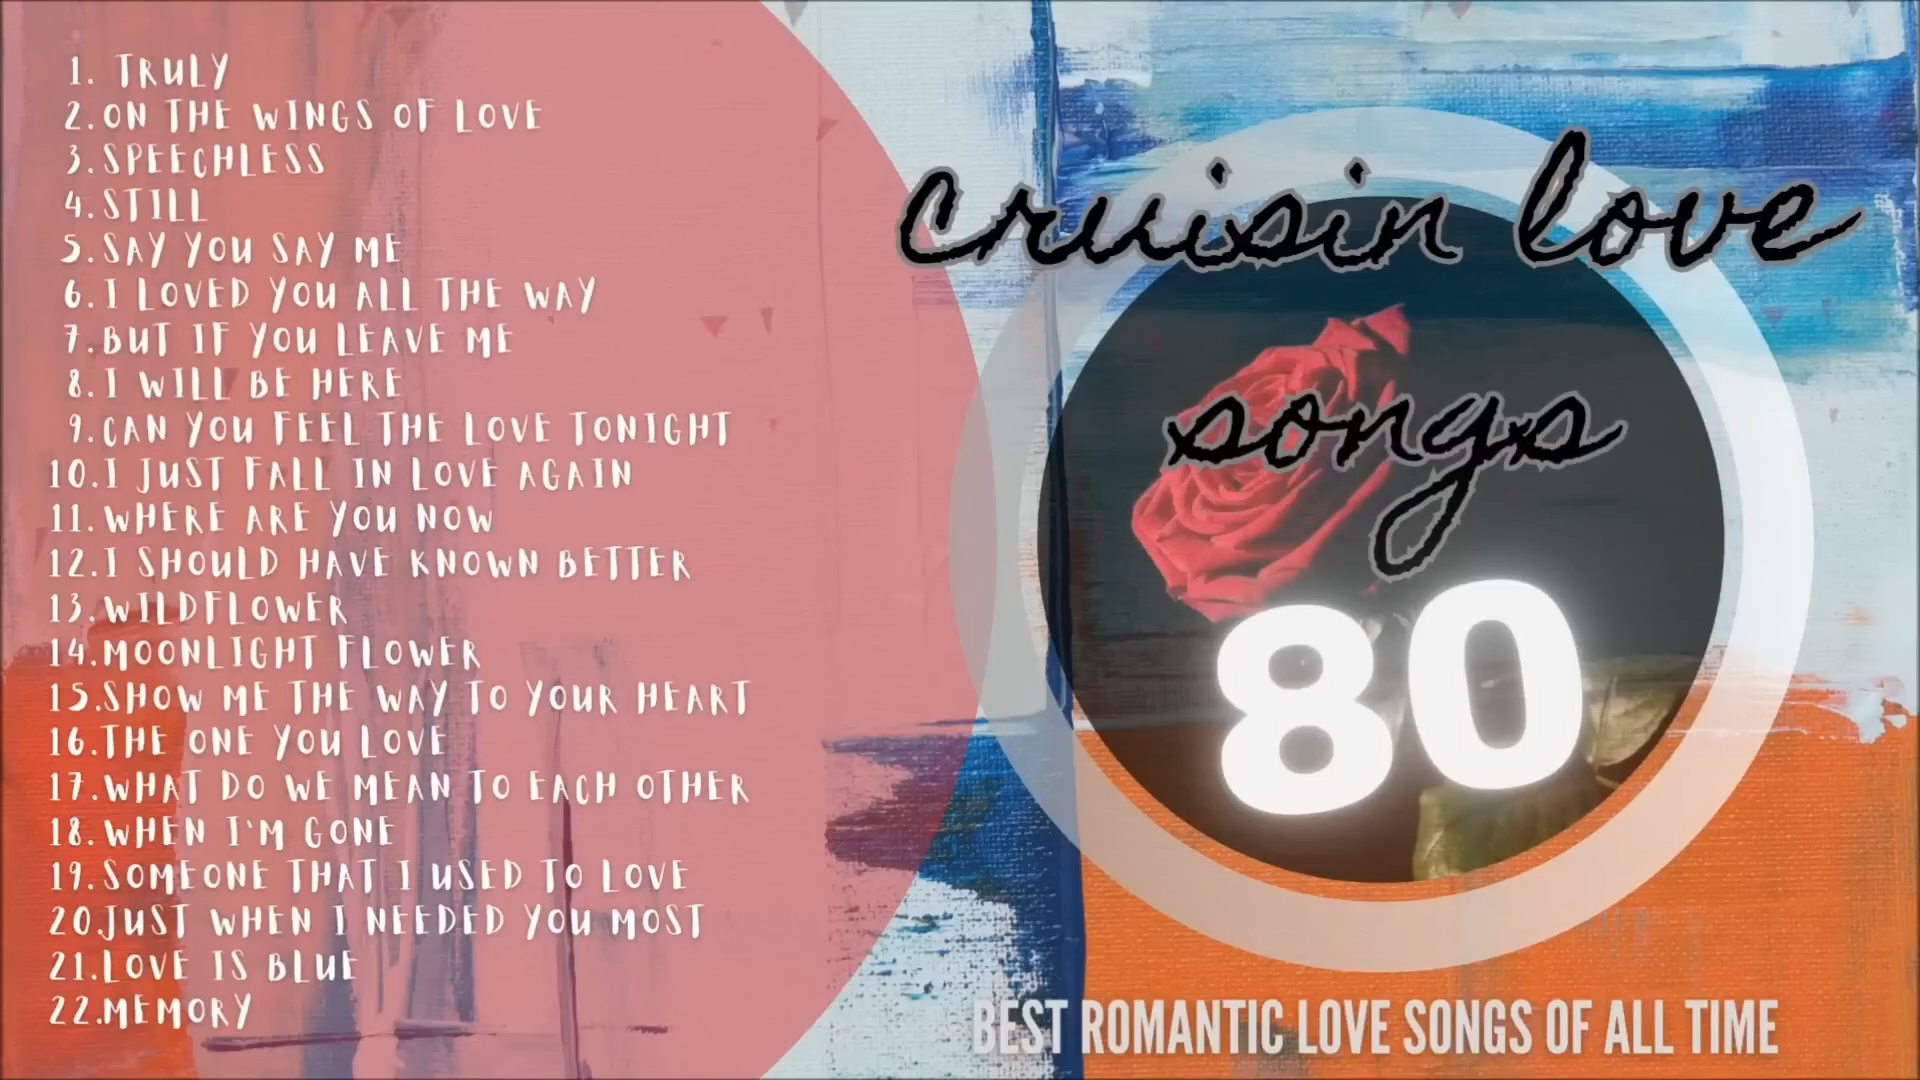 1. TRULY
2. ON THE WINGS OF LOVE
3. SPEECHLESS
4. STILL
5. SAY YOU SAY ME
6. I LOVED YOU ALL THE WAY
7. BUT IF YOU LEAVE ME
8. I WILL BE HERE
9. CAN YOU FEEL THE LOVE TONIGHT
10. I JUST FALL IN LOVE AGAIN
11. WHERE ARE YOU NOW
12. I SHOULD HAVE KNOWN BETTER
13. WILDFLOWER
14. MOONLIGHT FLOWER
15. SHOW ME THE WAY TO YOUR HEART
16. THE ONE YOU LOVE
17. WHAT DO WE MEAN TO EACH OTHER
18. WHEN I'M GONE
19. SOMEONE THAT I USED TO LOVE
20. JUST WHEN I NEEDED YOU MOST
21. LOVE IS BLUE
22. MEMORY
cruisin love
songs
80
BEST ROMANTIC LOVE SONGS OF ALL TIME